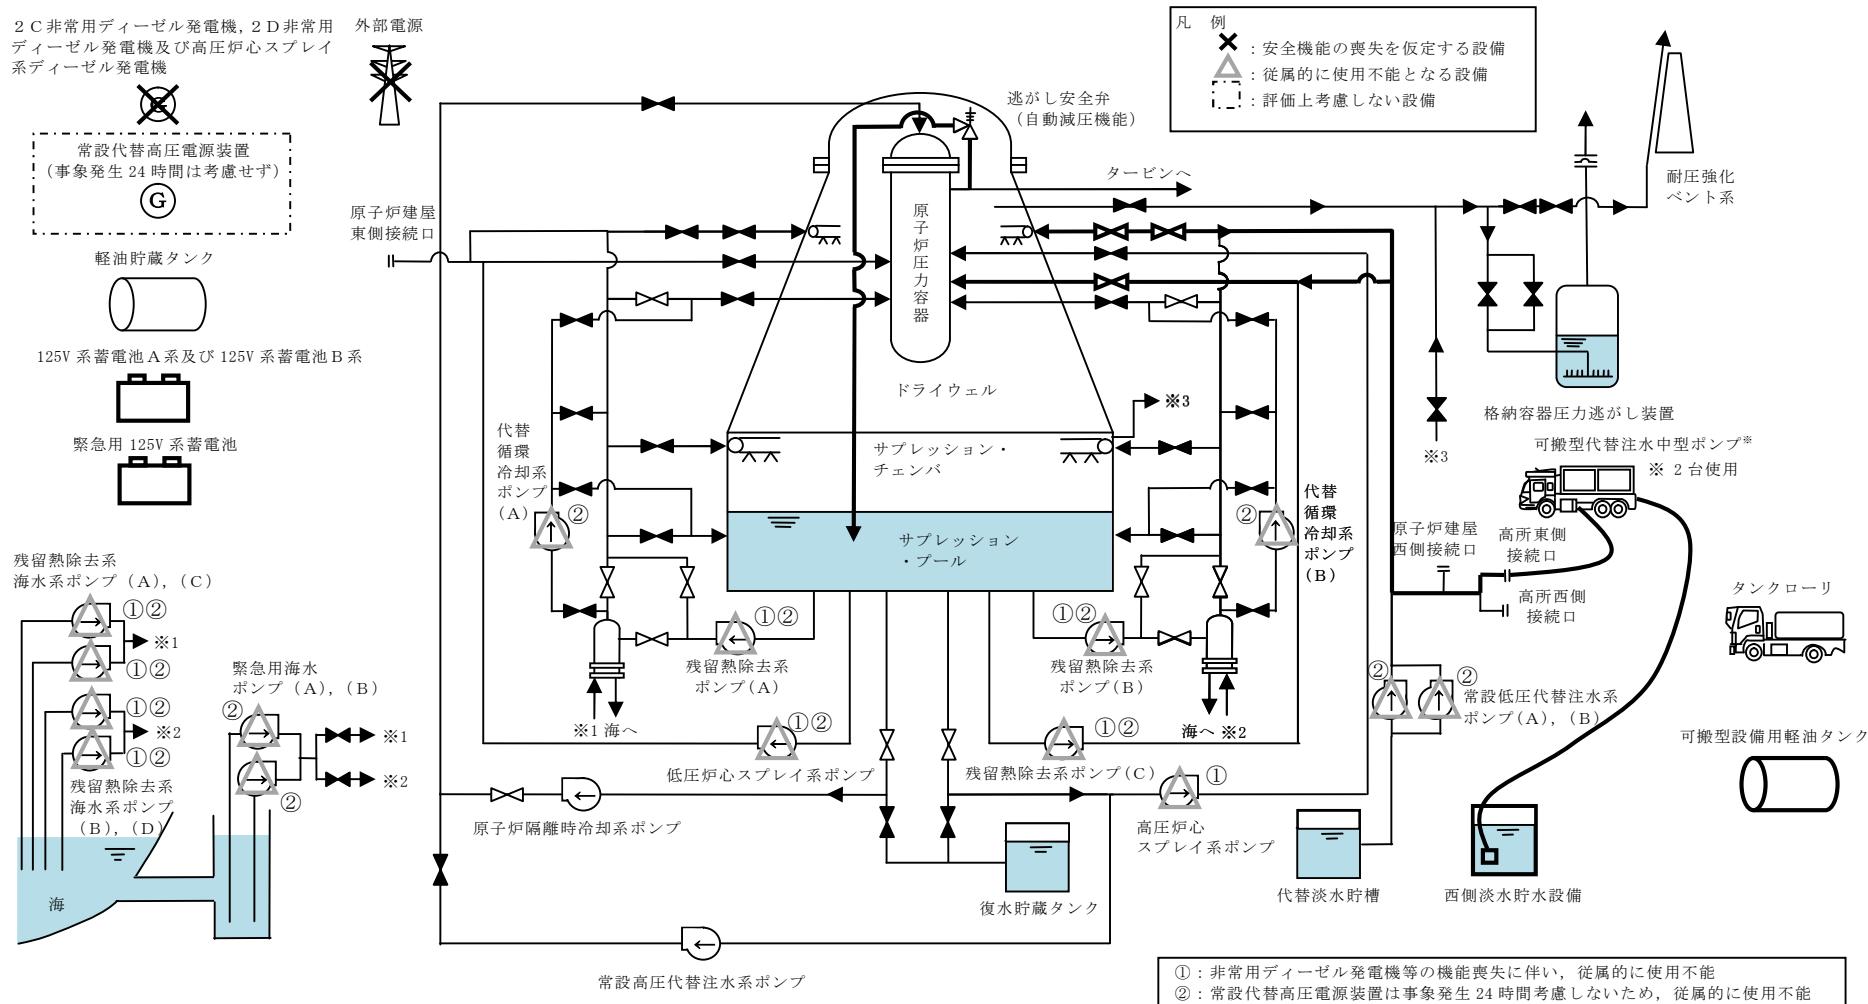 ２Ｃ非常用ディーゼル発電機，２Ｄ非常用
ディーゼル発電機及び高圧炉心スプレイ
系ディーゼル発電機
外部電源
G
常設代替高圧電源装置
（事象発生 24 時間は考慮せず）
G
軽油貯蔵タンク
125V 系蓄電池Ａ系及び 125V 系蓄電池Ｂ系
緊急用 125V 系蓄電池
凡　例
：安全機能の喪失を仮定する設備
：従属的に使用不能となる設備
：評価上考慮しない設備
逃がし安全弁
（自動減圧機能）
タービンへ
耐圧強化
ベント系
原子炉建屋
東側接続口
原子炉圧力容器
ドライウェル
※3
サプレッション・
チェンバ
サプレッション
・プール
代替
循環
冷却系
ポンプ
(Ａ)
②
代替
循環
冷却系
ポンプ
(Ｂ)
②
格納容器圧力逃がし装置
※3
可搬型代替注水中型ポンプ※
※ ２台使用
原子炉建屋
西側接続口
高所東側
接続口
高所西側
接続口
タンクローリ
残留熱除去系
海水系ポンプ（Ａ），（Ｃ）
①②
※1
①②
①②
※2
①②
残留熱除去系
海水系ポンプ
（Ｂ），（Ｄ）
海
緊急用海水
ポンプ（Ａ），（Ｂ）
②
※1
※2
②
①②
残留熱除去系
ポンプ(Ａ)
①②
残留熱除去系
ポンプ(Ｂ)
※1 海へ
海へ ※2
①②
低圧炉心スプレイ系ポンプ
①②
残留熱除去系ポンプ(Ｃ)
②
②
常設低圧代替注水系
ポンプ(Ａ)，（Ｂ）
可搬型設備用軽油タンク
原子炉隔離時冷却系ポンプ
①
高圧炉心
スプレイ系ポンプ
復水貯蔵タンク
代替淡水貯槽
西側淡水貯水設備
常設高圧代替注水系ポンプ
①：非常用ディーゼル発電機等の機能喪失に伴い，従属的に使用不能
②：常設代替高圧電源装置は事象発生 24 時間考慮しないため，従属的に使用不能